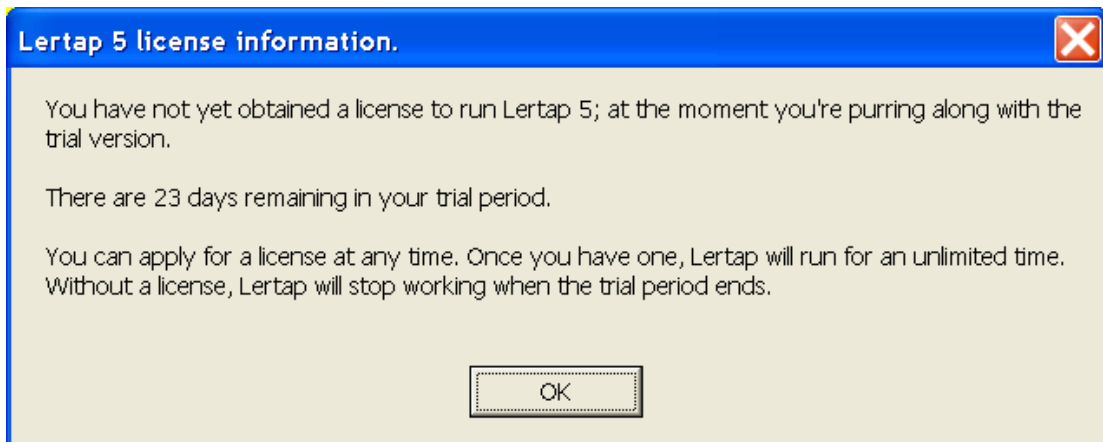 Lertap 5 license information.
You have not yet obtained a license to run Lertap 5; at the moment you're purring along with the
trial version.
There are 23 days remaining in your trial period.
You can apply for a license at any time. Once you have one, Lertap will run for an unlimited time.
Without a license, Lertap will stop working when the trial period ends.
OK